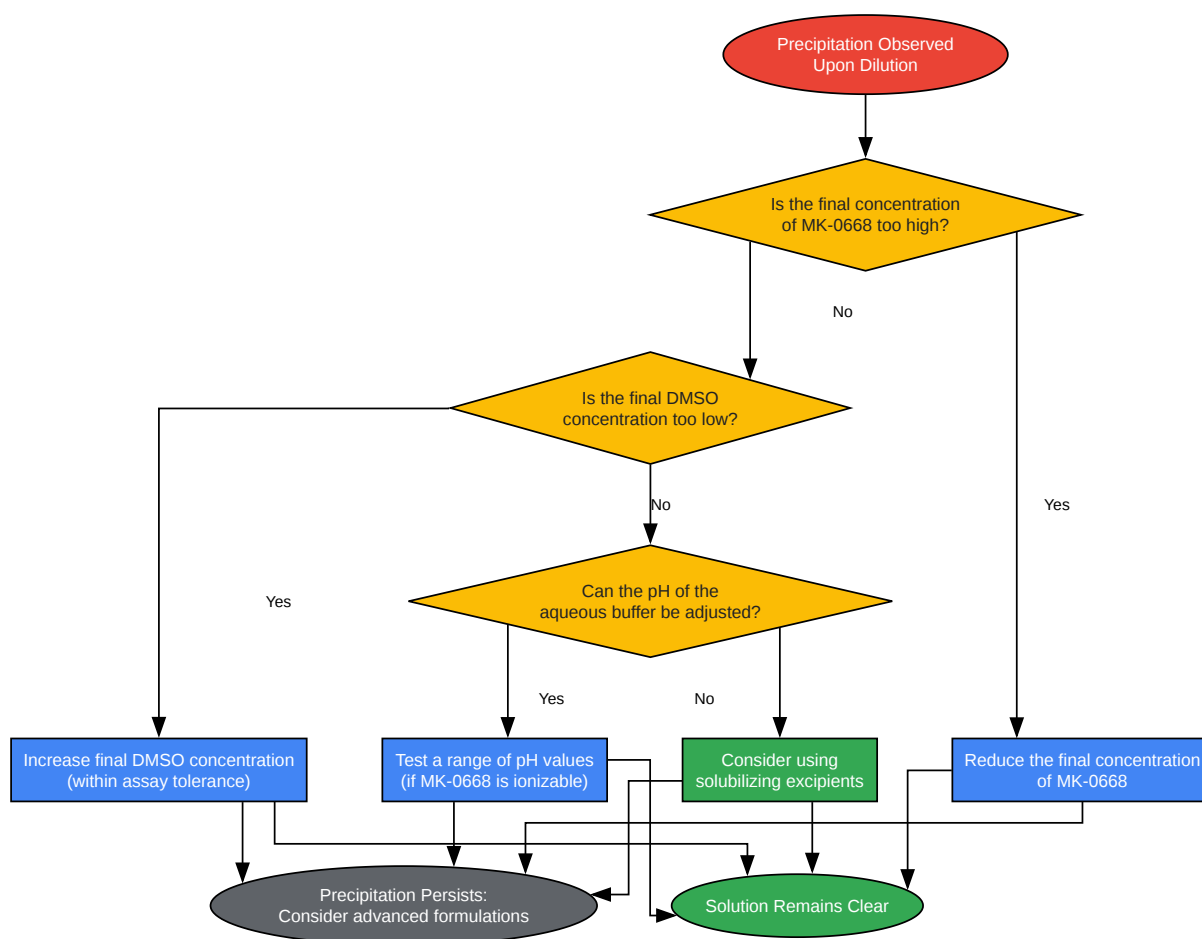 Precipitation Observed
Upon Dilution
Is the final concentration
of MK-0668 too high?
No
Is the final DMSO
concentration too low?
No
Yes
Can the pH of the
aqueous buffer be adjusted?
Yes
Yes
No
Increase final DMSO concentration
(within assay tolerance)
Test a range of pH values
(if MK-0668 is ionizable)
Consider using
solubilizing excipients
Reduce the final concentration
of MK-0668
Precipitation Persists:
Consider advanced formulations
Solution Remains Clear